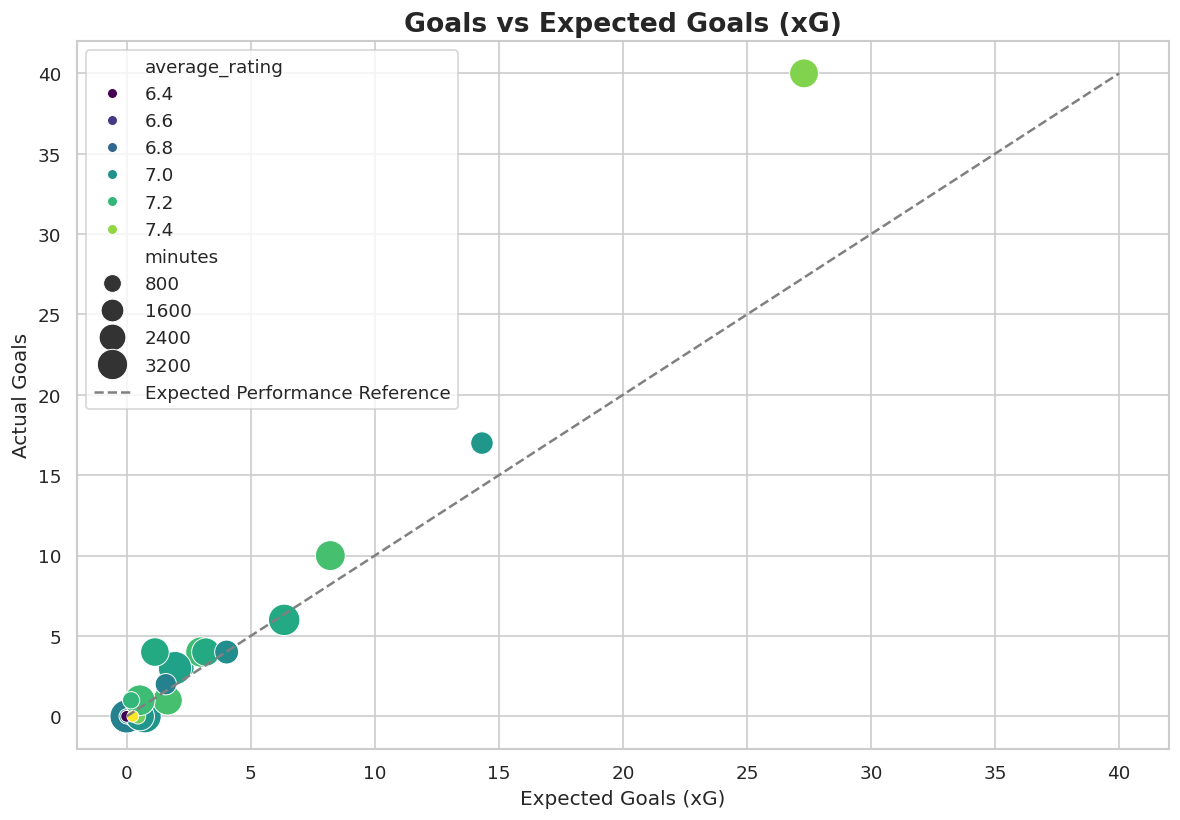 Goals vs Expected Goals (xG)
average_rating
6.4
6.6
6.8
7.0
7.2
7.4
minutes
800
1600
2400
3200
Expected Performance Reference
Actual Goals
40
35
30
25
20
15
10
5
0
0 5 10 15 20 25 30 35 40
Expected Goals (xG)